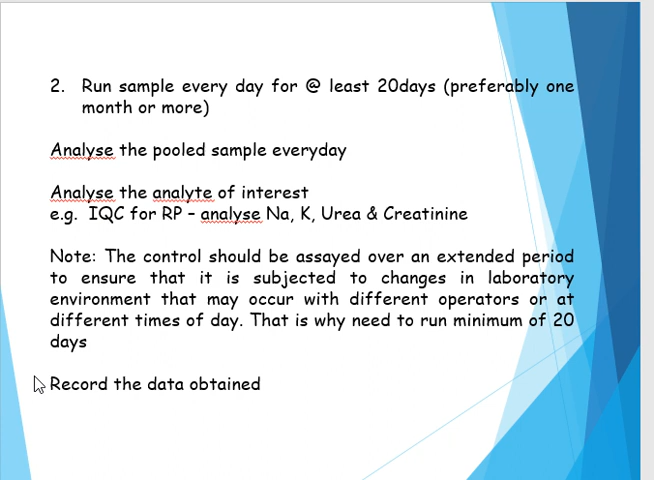 2. Run sample every day for @ least 20days (preferably one
month or more)
Analyse the pooled sample everyday
Analyse the analyte of interest
e.g. IQC for RP – analyse Na, K, Urea & Creatinine
Note: The control should be assayed over an extended period
to ensure that it is subjected to changes in laboratory
environment that may occur with different operators or at
different times of day. That is why need to run minimum of 20
days
Record the data obtained